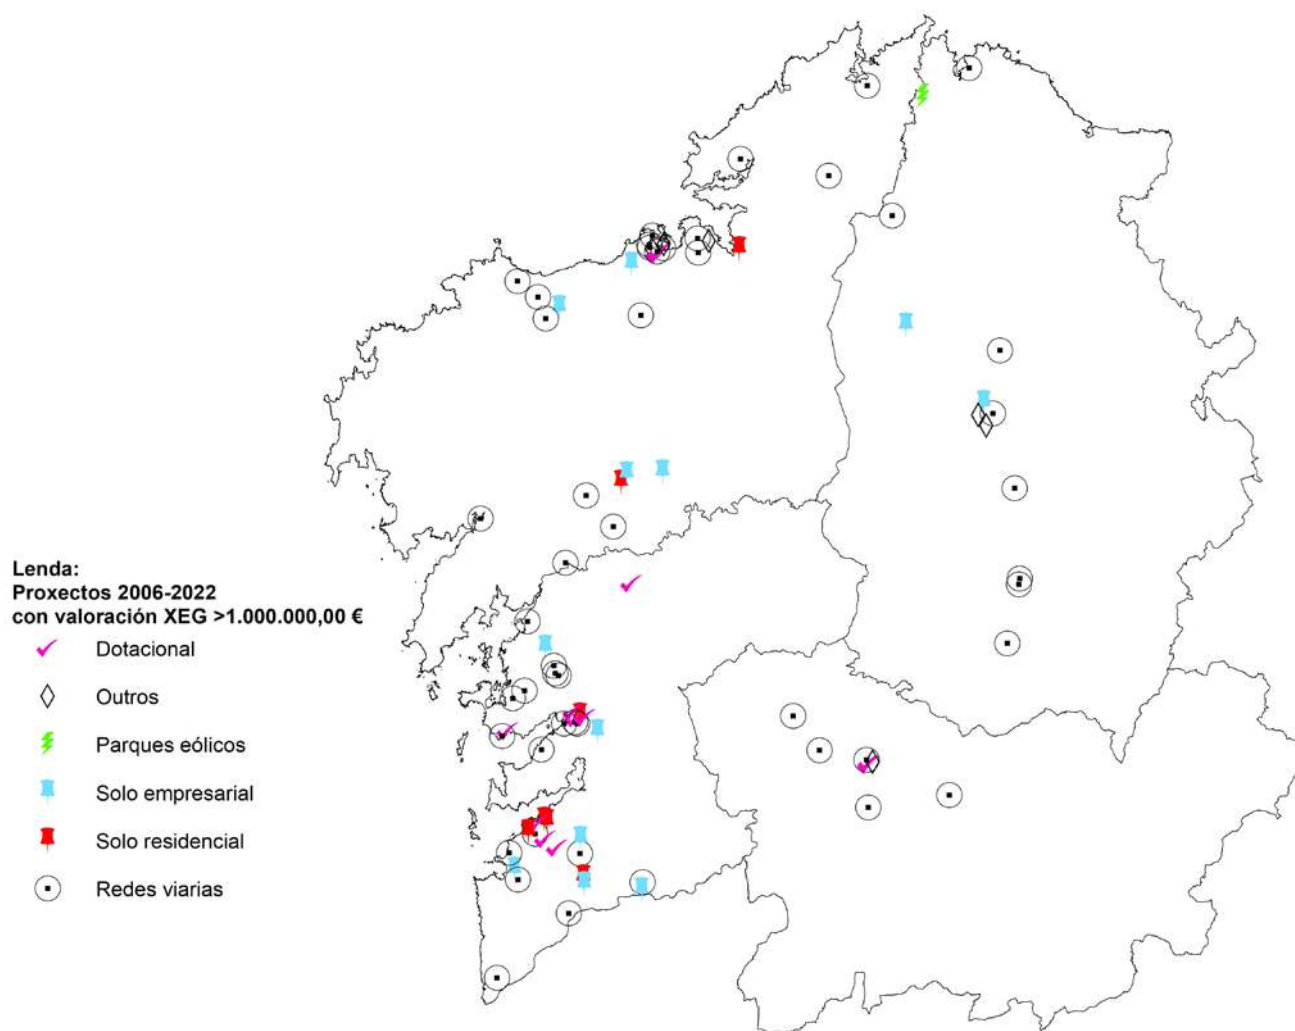 Lenda:
Proxectos 2006-2022
con valoración XEG >1.000.000,00 €
Dotacional
Outros
Parques eólicos
Solo empresarial
Solo residencial
Redes viarias